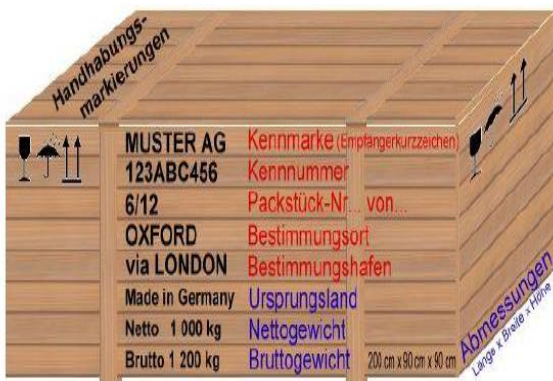 Handhabungs-
markierungen
MUSTER AG Kennmarke (Empfängerkurzzeichen)
123ABC456 Kennnummer
6/12 Packstück-Nr... von...
OXFORD Bestimmungsort
via LONDON Bestimmungshafen
Made in Germany Ursprungsland
Netto 1 000 kg Nettogewicht
Brutto 1 200 kg Bruttogewicht 200 cm x 90 cm x 90 cm
Abmessungen
Länge x Breite x Höhe